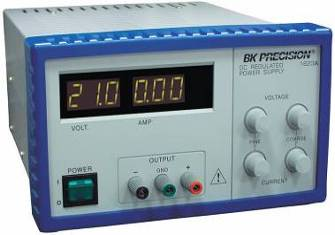 BK PRECISION®
1623A
DC REGULATED
POWER SUPPLY
21.0 0.00
VOLT. AMP
VOLTAGE
FINE COARSE
CURRENT
POWER
I
O
OUTPUT
- GND +